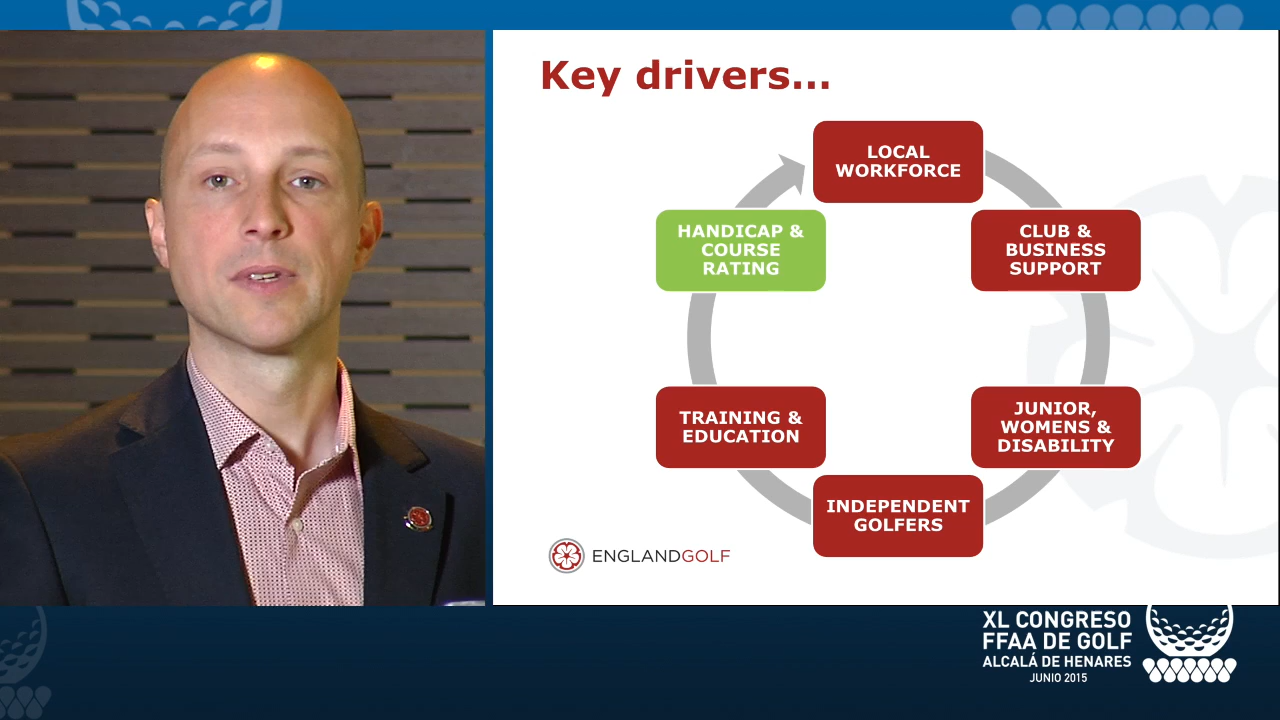 Key drivers...
LOCAL
WORKFORCE
CLUB &
BUSINESS
SUPPORT
JUNIOR,
WOMENS &
DISABILITY
INDEPENDENT
GOLFERS
TRAINING &
EDUCATION
HANDICAP &
COURSE
RATING
ENGLANDGOLF
XL CONGRESO
FFAA DE GOLF
ALCALÁ DE HENARES
JUNIO 2015